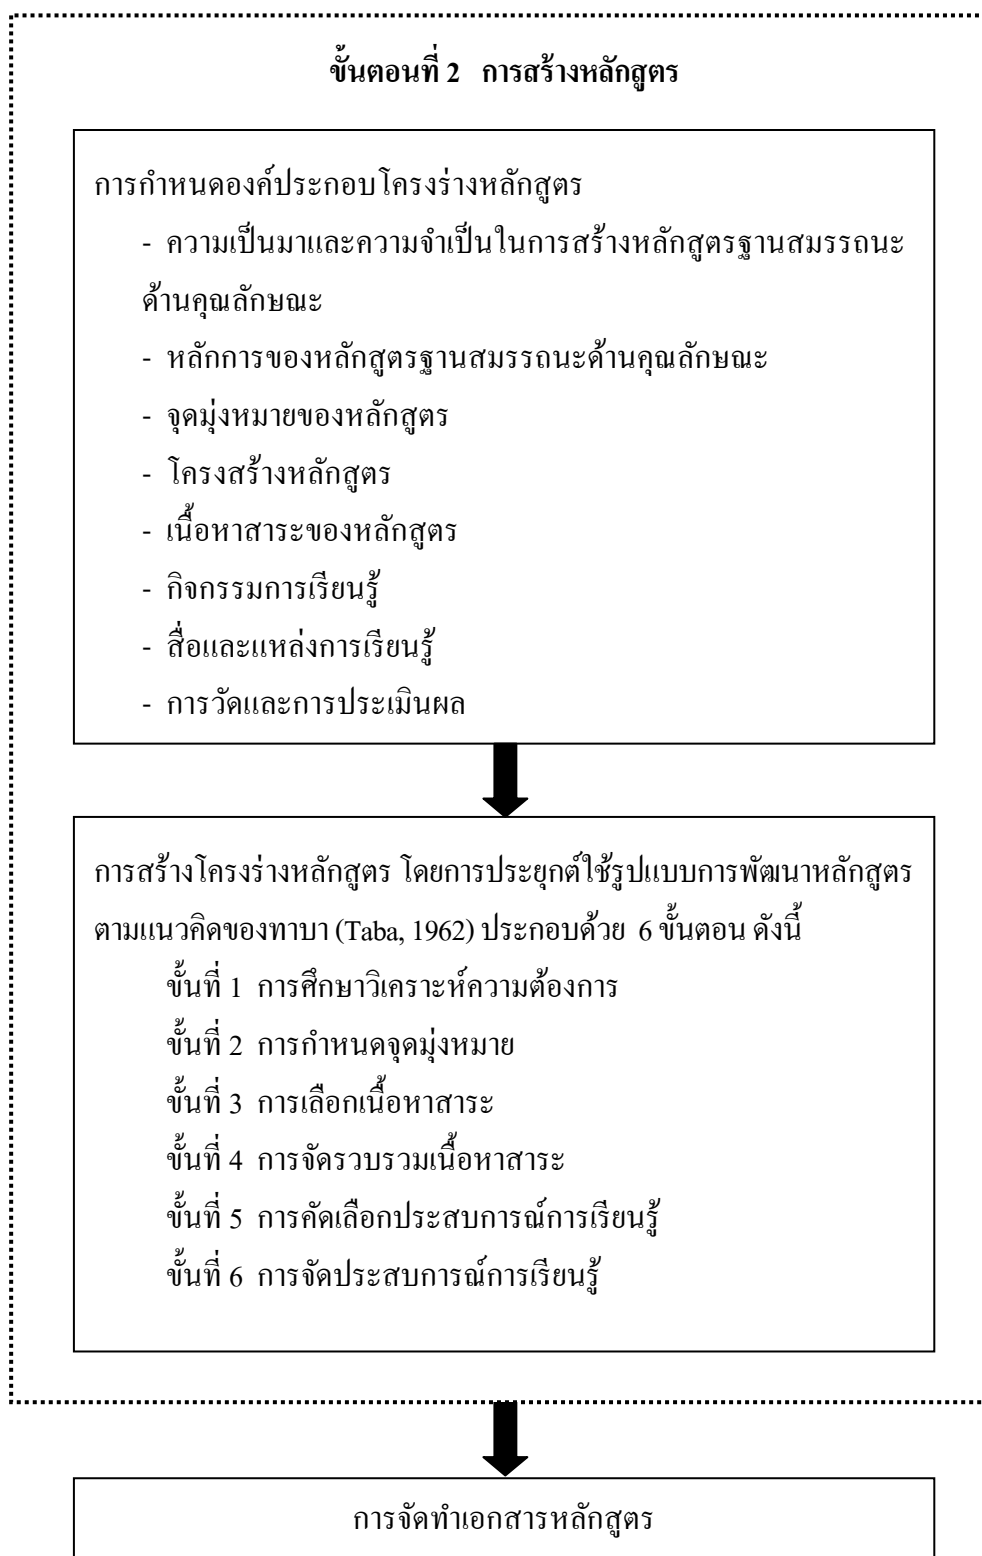 ขั้นตอนที่ 2 การสร้างหลักสูตร
การกำหนดองค์ประกอบโครงร่างหลักสูตร
- ความเป็นมาและความจำเป็นในการสร้างหลักสูตรฐานสมรรถนะ
ด้านคุณลักษณะ
- หลักการของหลักสูตรฐานสมรรถนะด้านคุณลักษณะ
- จุดมุ่งหมายของหลักสูตร
- โครงสร้างหลักสูตร
- เนื้อหาสาระของหลักสูตร
- กิจกรรมการเรียนรู้
- สื่อและแหล่งการเรียนรู้
- การวัดและการประเมินผล
การสร้างโครงร่างหลักสูตร โดยการประยุกต์ใช้รูปแบบการพัฒนาหลักสูตร
ตามแนวคิดของทาบา (Taba, 1962) ประกอบด้วย 6 ขั้นตอน ดังนี้
ขั้นที่ 1 การศึกษาวิเคราะห์ความต้องการ
ขั้นที่ 2 การกำหนดจุดมุ่งหมาย
ขั้นที่ 3 การเลือกเนื้อหาสาระ
ขั้นที่ 4 การจัดรวบรวมเนื้อหาสาระ
ขั้นที่ 5 การคัดเลือกประสบการณ์การเรียนรู้
ขั้นที่ 6 การจัดประสบการณ์การเรียนรู้
การจัดทำเอกสารหลักสูตร